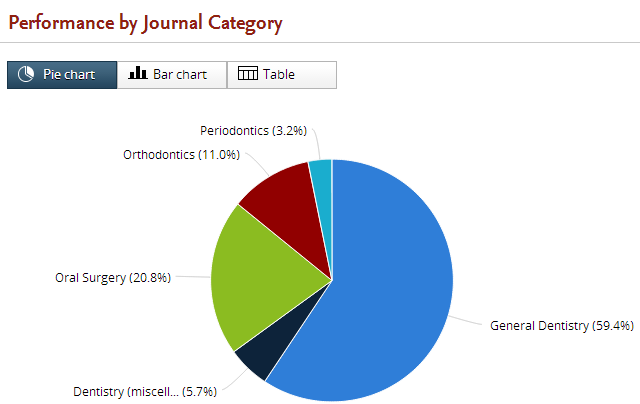 Performance by Journal Category
Pie chart
Bar chart
Table
Periodontics (3.2%)
Orthodontics (11.0%)
Oral Surgery (20.8%)
General Dentistry (59.4%)
Dentistry (miscell... (5.7%)